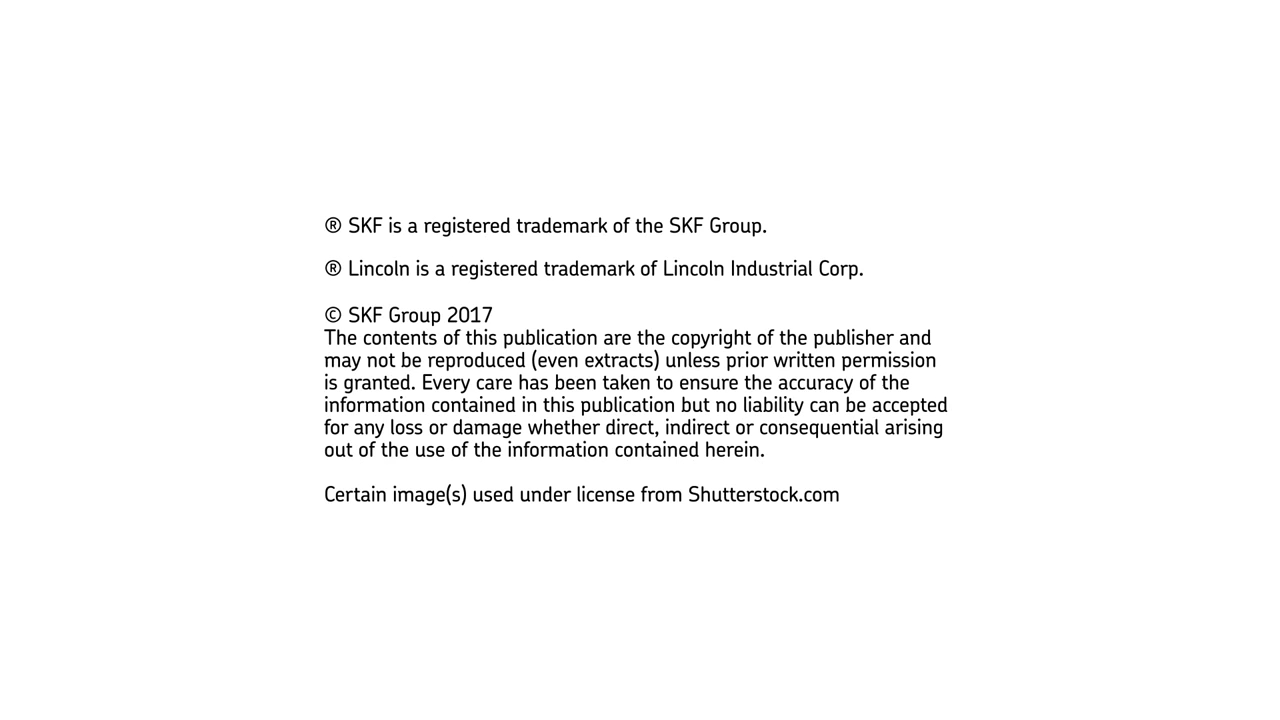 ® SKF is a registered trademark of the SKF Group.
® Lincoln is a registered trademark of Lincoln Industrial Corp.
© SKF Group 2017
The contents of this publication are the copyright of the publisher and
may not be reproduced (even extracts) unless prior written permission
is granted. Every care has been taken to ensure the accuracy of the
information contained in this publication but no liability can be accepted
for any loss or damage whether direct, indirect or consequential arising
out of the use of the information contained herein.
Certain image(s) used under license from Shutterstock.com